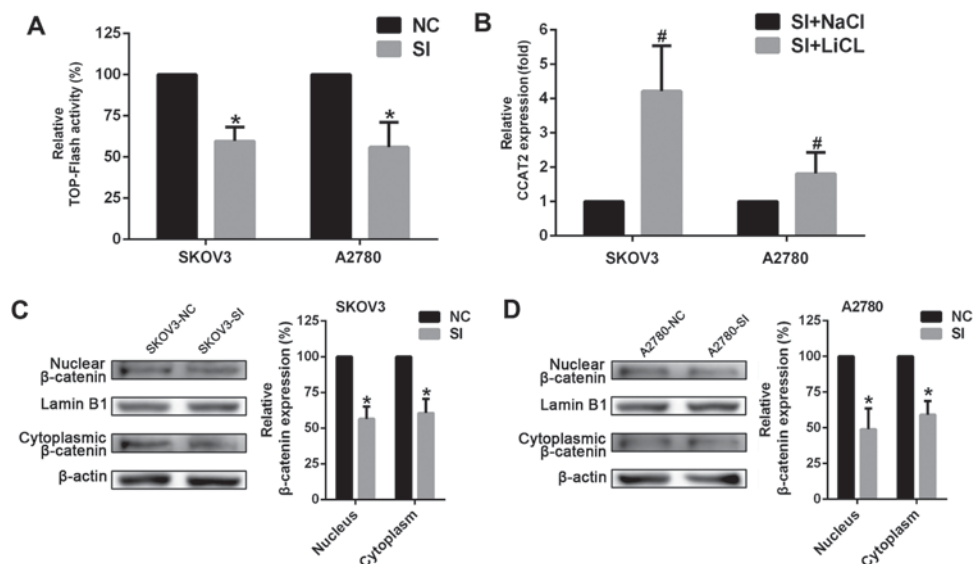 A
NC
SI
Relative
TOP-Flash activity (%)
125
100
75
50
25
0
*
*
SKOV3
A2780
B
SI+NaCl
SI+LiCL
Relative
CCAT2 expression (fold)
6
4
2
0
#
#
SKOV3
A2780
C
SKOV3-NC
SKOV3-SI
Nuclear
β-catenin
Lamin B1
Cytoplasmic
β-catenin
β-actin
SKOV3
NC
SI
Relative
β-catenin expression (%)
125
100
75
50
25
0
*
*
Nucleus
Cytoplasm
D
A2780-NC
A2780-SI
Nuclear
β-catenin
Lamin B1
Cytoplasmic
β-catenin
β-actin
A2780
NC
SI
Relative
β-catenin expression (%)
125
100
75
50
25
0
*
*
Nucleus
Cytoplasm